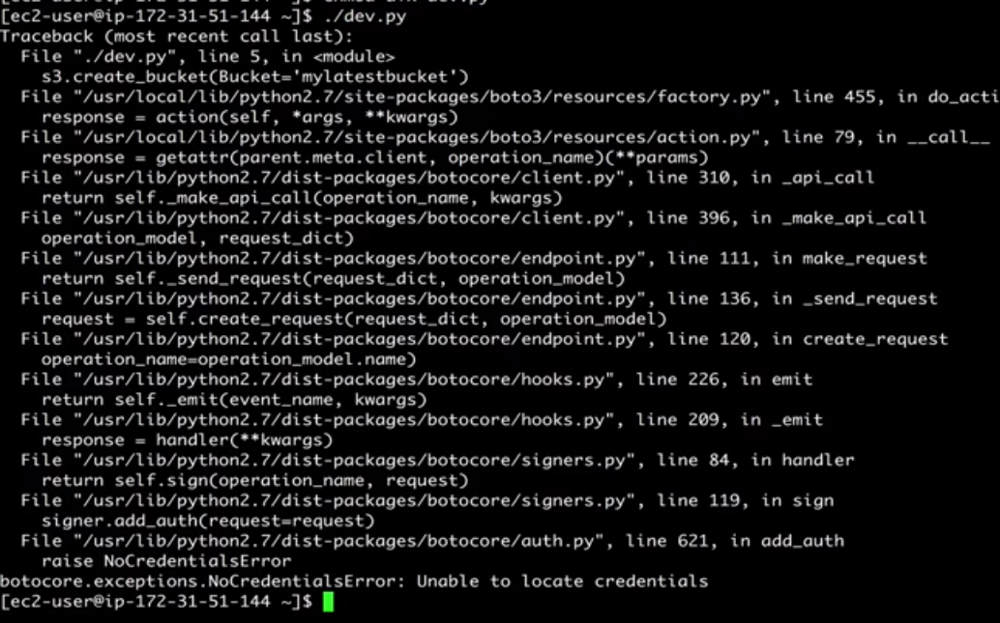 [ec2-user@ip-172-31-51-144 ~]$ ./dev.py
Traceback (most recent call last):
  File "./dev.py", line 5, in <module>
    s3.create_bucket(Bucket='mylatestbucket')
  File "/usr/local/lib/python2.7/site-packages/boto3/resources/factory.py", line 455, in do_acti
    response = action(self, *args, **kwargs)
  File "/usr/local/lib/python2.7/site-packages/boto3/resources/action.py", line 79, in __call__
    response = getattr(parent.meta.client, operation_name)(**params)
  File "/usr/lib/python2.7/dist-packages/botocore/client.py", line 310, in _api_call
    return self._make_api_call(operation_name, kwargs)
  File "/usr/lib/python2.7/dist-packages/botocore/client.py", line 396, in _make_api_call
    operation_model, request_dict)
  File "/usr/lib/python2.7/dist-packages/botocore/endpoint.py", line 111, in make_request
    return self._send_request(request_dict, operation_model)
  File "/usr/lib/python2.7/dist-packages/botocore/endpoint.py", line 136, in _send_request
    request = self.create_request(request_dict, operation_model)
  File "/usr/lib/python2.7/dist-packages/botocore/endpoint.py", line 120, in create_request
    operation_name=operation_model.name)
  File "/usr/lib/python2.7/dist-packages/botocore/hooks.py", line 226, in emit
    return self._emit(event_name, kwargs)
  File "/usr/lib/python2.7/dist-packages/botocore/hooks.py", line 209, in _emit
    response = handler(**kwargs)
  File "/usr/lib/python2.7/dist-packages/botocore/signers.py", line 84, in handler
    return self.sign(operation_name, request)
  File "/usr/lib/python2.7/dist-packages/botocore/signers.py", line 119, in sign
    signer.add_auth(request=request)
  File "/usr/lib/python2.7/dist-packages/botocore/auth.py", line 621, in add_auth
    raise NoCredentialsError
botocore.exceptions.NoCredentialsError: Unable to locate credentials
[ec2-user@ip-172-31-51-144 ~]$